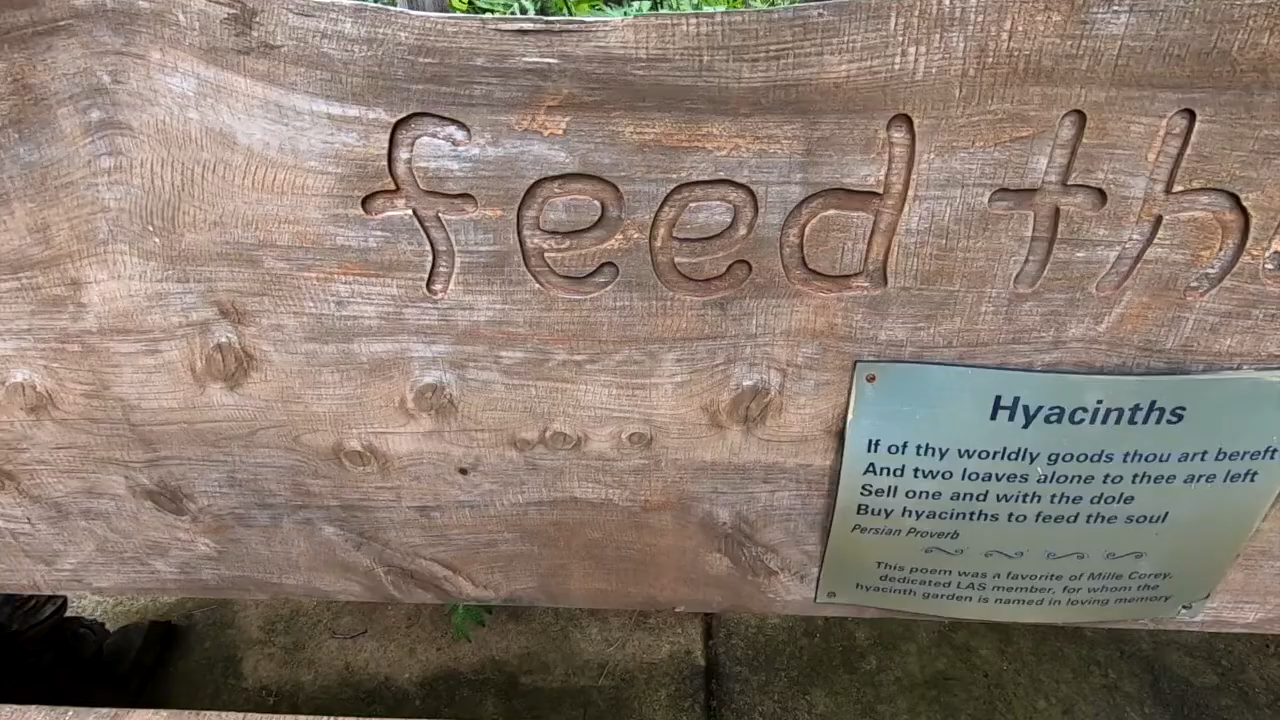 feed th
Hyacinths
If of thy worldly goods thou art bereft
And two loaves alone to thee are left
Sell one and with the dole
Buy hyacinths to feed the soul
Persian Proverb
This poem was a favorite of Mille Corey,
dedicated LAS member, for whom the
hyacinth garden is named in loving memory